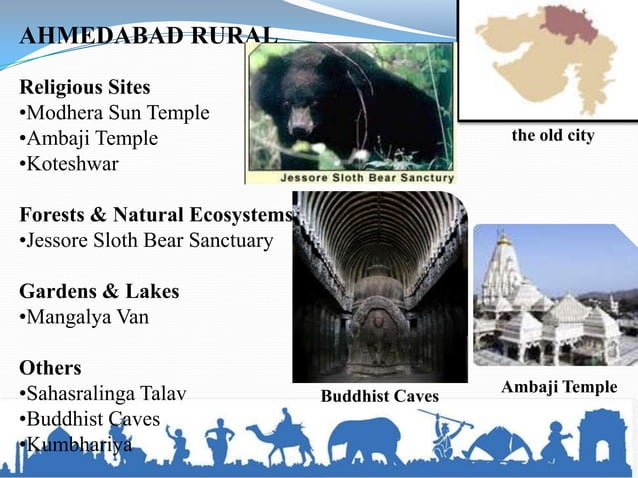 AHMEDABAD RURAL
Religious Sites
•Modhera Sun Temple
•Ambaji Temple
•Koteshwar
Forests & Natural Ecosystems
•Jessore Sloth Bear Sanctuary
Gardens & Lakes
•Mangalya Van
Others
•Sahasralinga Talav
•Buddhist Caves
•Kumbhariya
Jessore Sloth Bear Sanctury
the old city
Buddhist Caves
Ambaji Temple